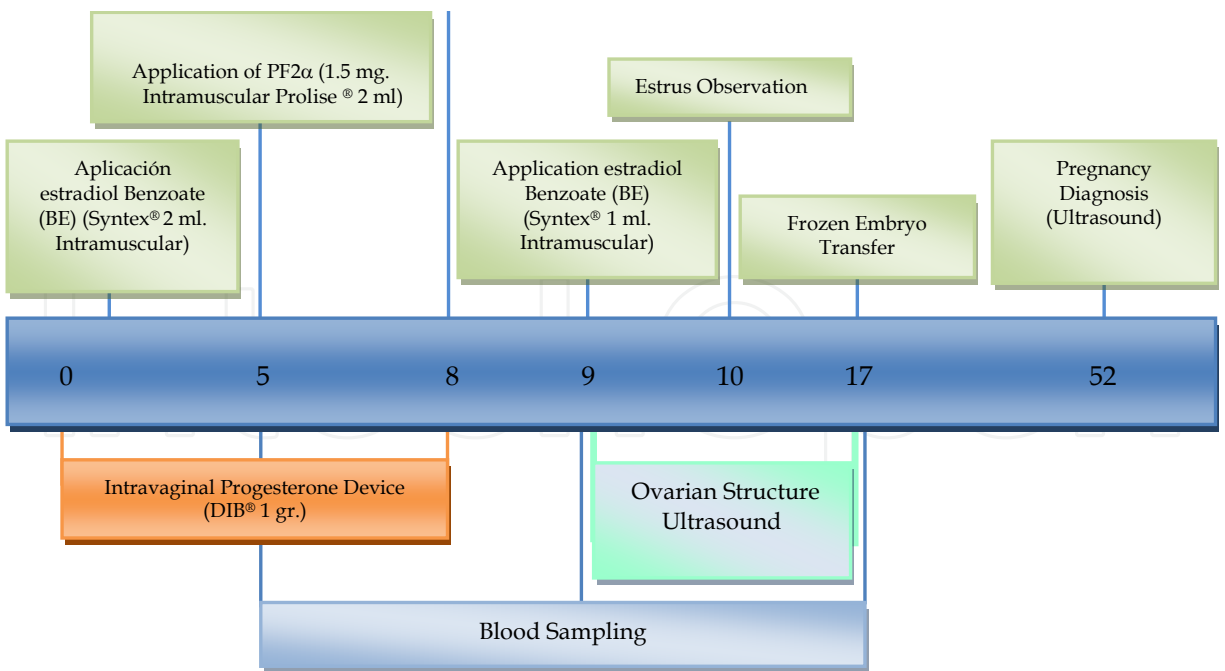 Application of PF2α (1.5 mg.
Intramuscular Prolise ® 2 ml)
Estrus Observation
Aplicación
estradiol Benzoate
(BE) (Syntex® 2 ml.
Intramuscular)
Application estradiol
Benzoate (BE)
(Syntex® 1 ml.
Intramuscular)
Frozen Embryo
Transfer
Pregnancy
Diagnosis
(Ultrasound)
0 5 8 9 10 17 52
Intravaginal Progesterone Device
(DIB® 1 gr.)
Ovarian Structure
Ultrasound
Blood Sampling